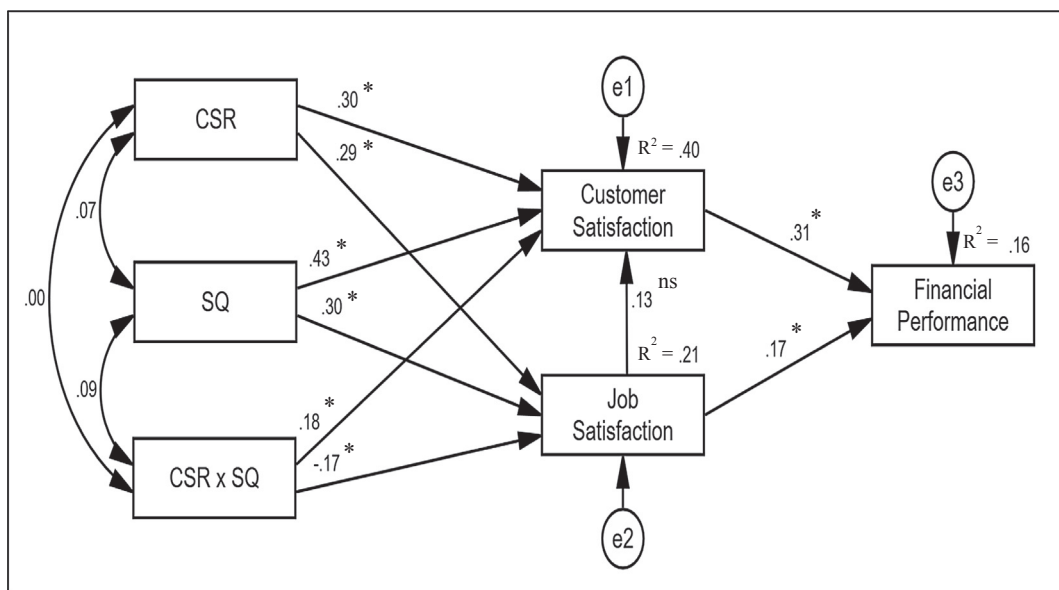 e1
.30 *
CSR
R² = .40
.29 *
Customer
Satisfaction
e3
.07
.31 *
R² = .16
.43 *
.00
SQ
.13 ns
Financial
Performance
.30 *
R² = .21
.17 *
.09
Job
Satisfaction
.18 *
-.17 *
CSR x SQ
e2